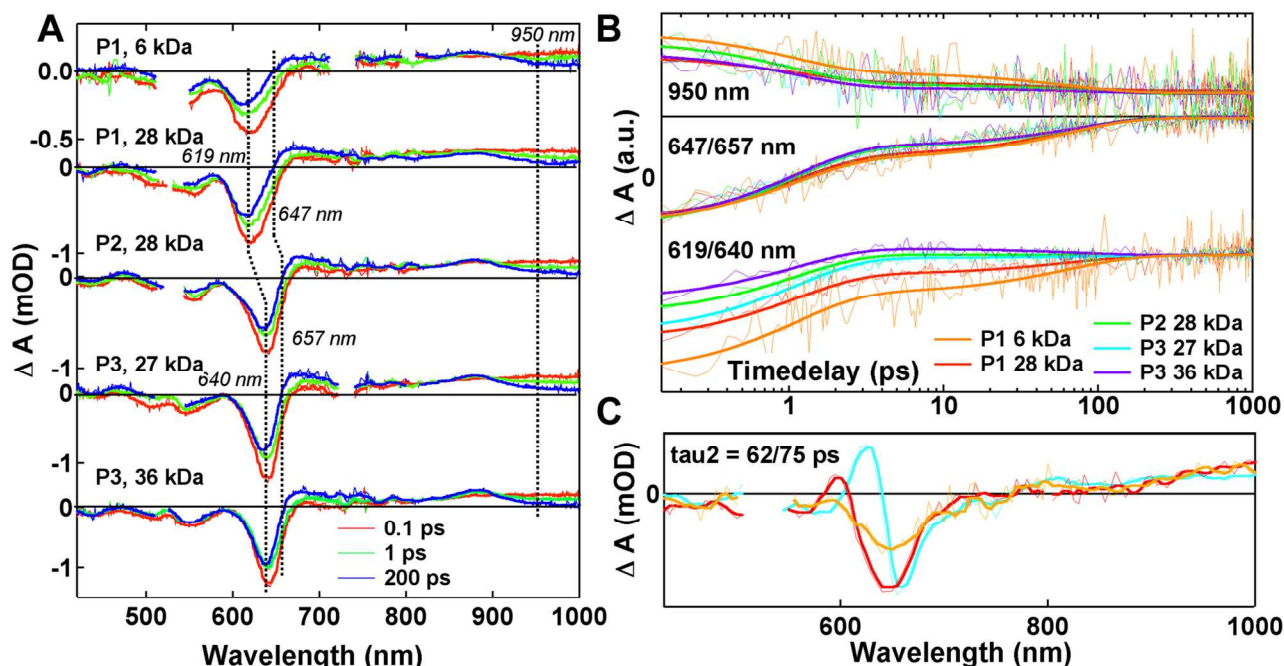 A
P1, 6 kDa
950 nm
0.0
-0.5
P1, 28 kDa
0
619 nm
647 nm
-1
P2, 28 kDa
0
657 nm
-1
P3, 27 kDa
640 nm
0
-1
P3, 36 kDa
0
0.1 ps
1 ps
200 ps
-1
Δ A (mOD)
500 600 700 800 900 1000
Wavelength (nm)
B
950 nm
647/657 nm
0
619/640 nm
Δ A (a.u.)
P1 6 kDa
P1 28 kDa
P2 28 kDa
P3 27 kDa
P3 36 kDa
Timedelay (ps)
1 10 100 1000
C
tau2 = 62/75 ps
0
Δ A (mOD)
600 800 1000
Wavelength (nm)